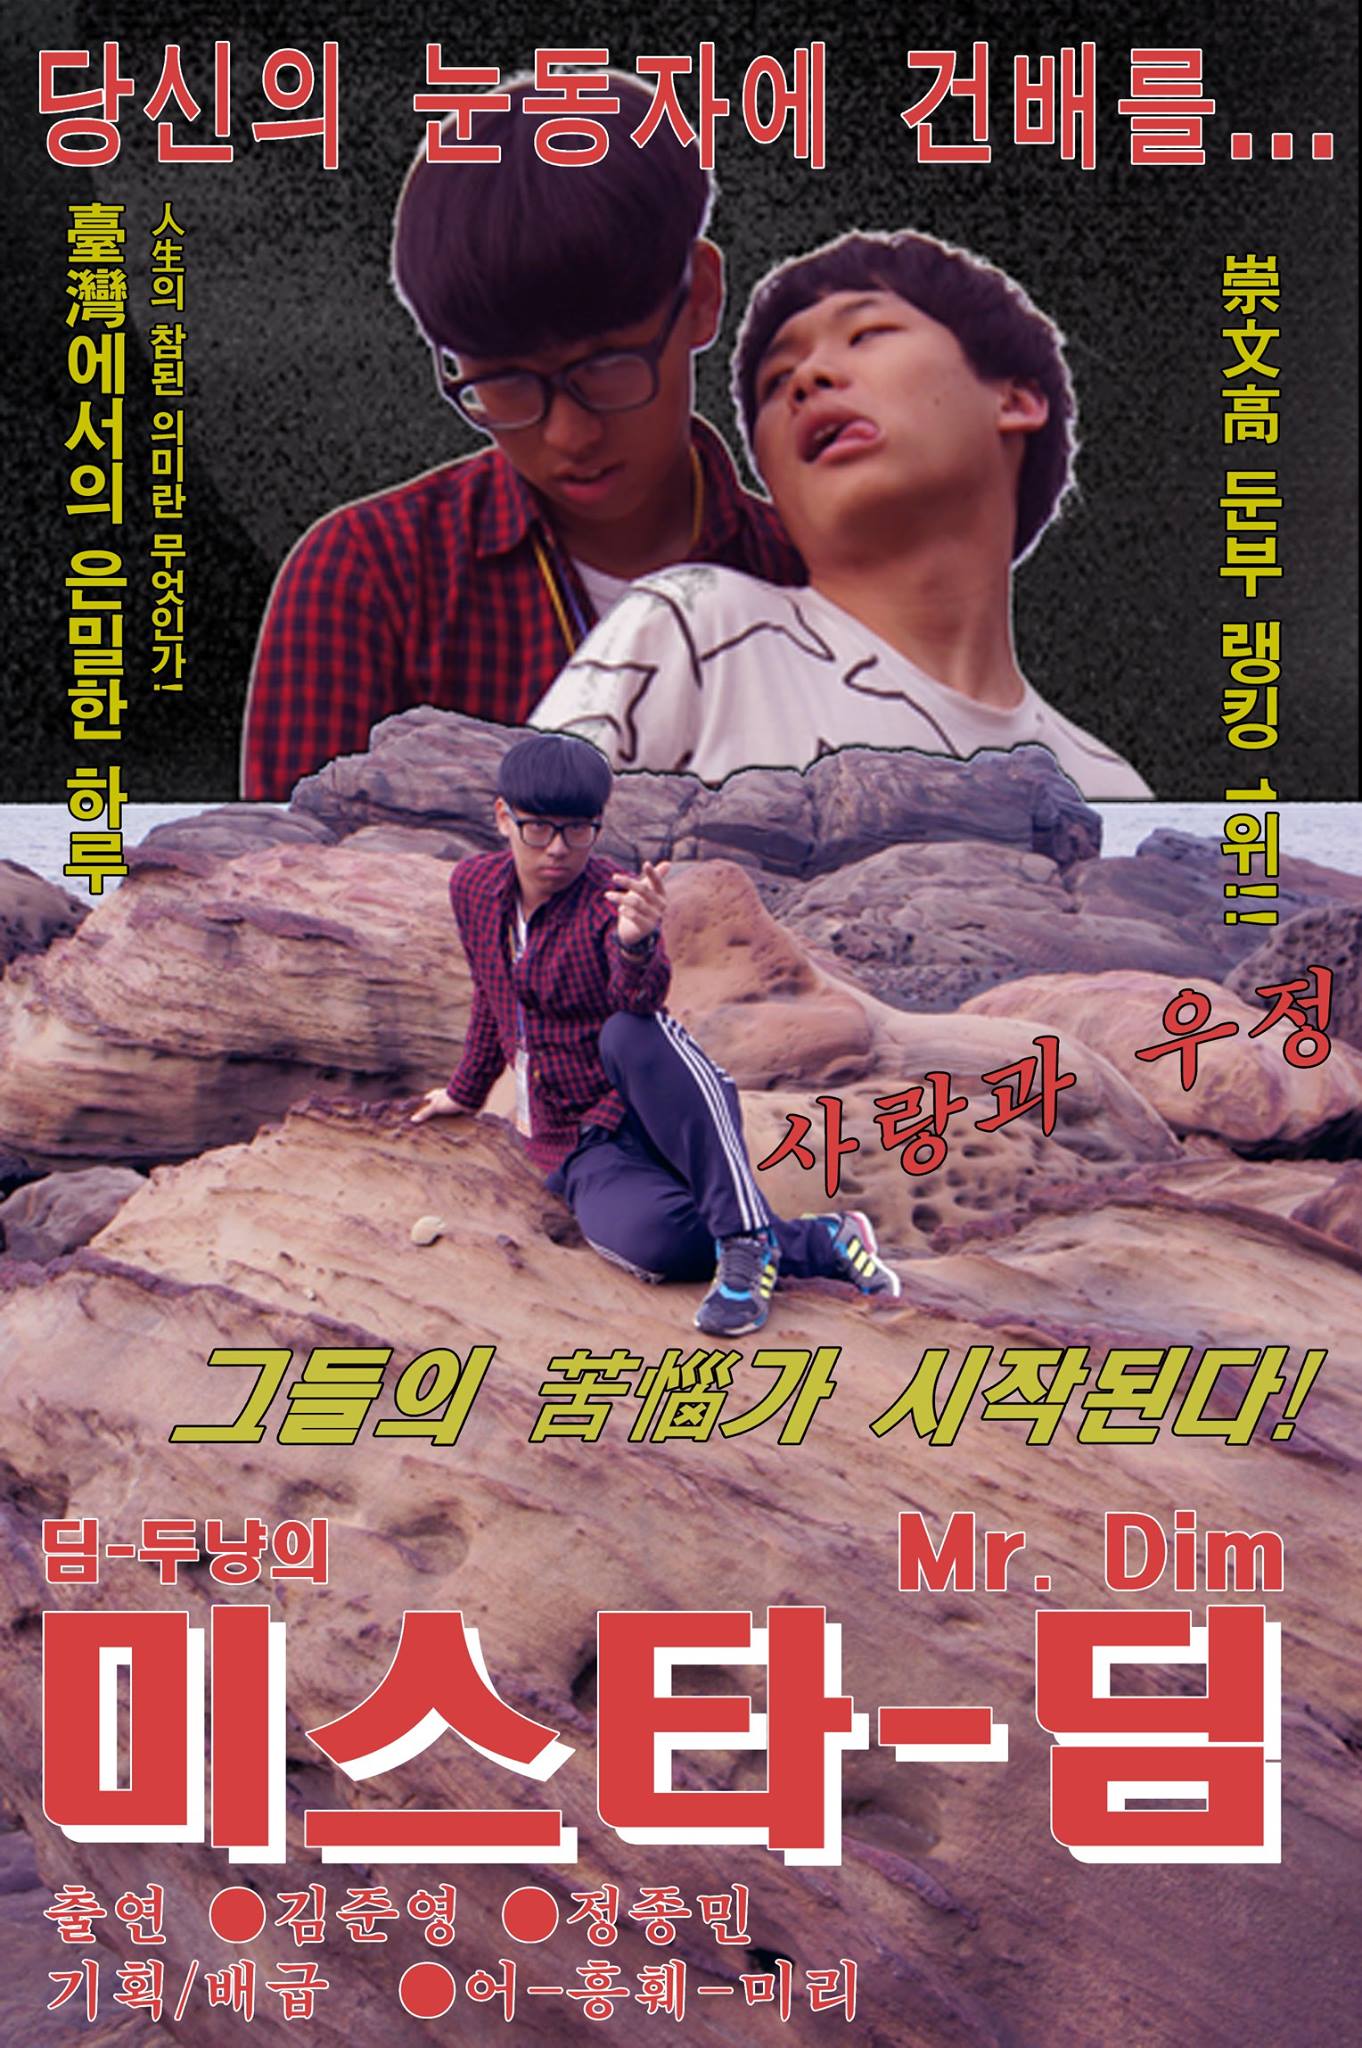 당신의 눈동자에 건배를...
人生의 참된 의미란 무엇인가!
臺灣에서의 은밀한 하루
崇文高 둔부 랭킹 1위!!
사랑과 우정
그들의 苦惱가 시작된다!
딤-두냥의
Mr. Dim
미스타-딤
출연 ●김준영 ●정종민
기획/배급 ●어-흥훼-미리